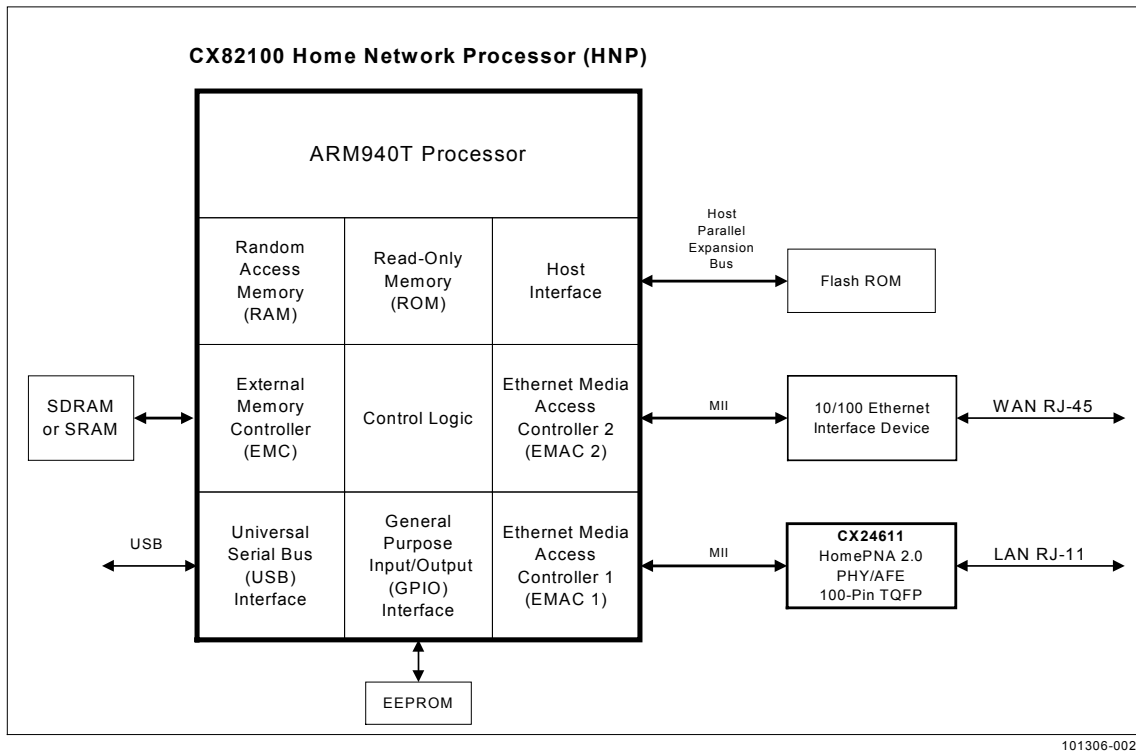 CX82100 Home Network Processor (HNP)
ARM940T Processor
Random
Access
Memory
(RAM)
Read-Only
Memory
(ROM)
Host
Interface
Host
Parallel
Expansion
Bus
Flash ROM
SDRAM
or SRAM
External
Memory
Controller
(EMC)
Control Logic
Ethernet Media
Access
Controller 2
(EMAC 2)
MII
10/100 Ethernet
Interface Device
WAN RJ-45
USB
Universal
Serial Bus
(USB)
Interface
General
Purpose
Input/Output
(GPIO)
Interface
Ethernet Media
Access
Controller 1
(EMAC 1)
MII
CX24611
HomePNA 2.0
PHY/AFE
100-Pin TQFP
LAN RJ-11
EEPROM
101306-002